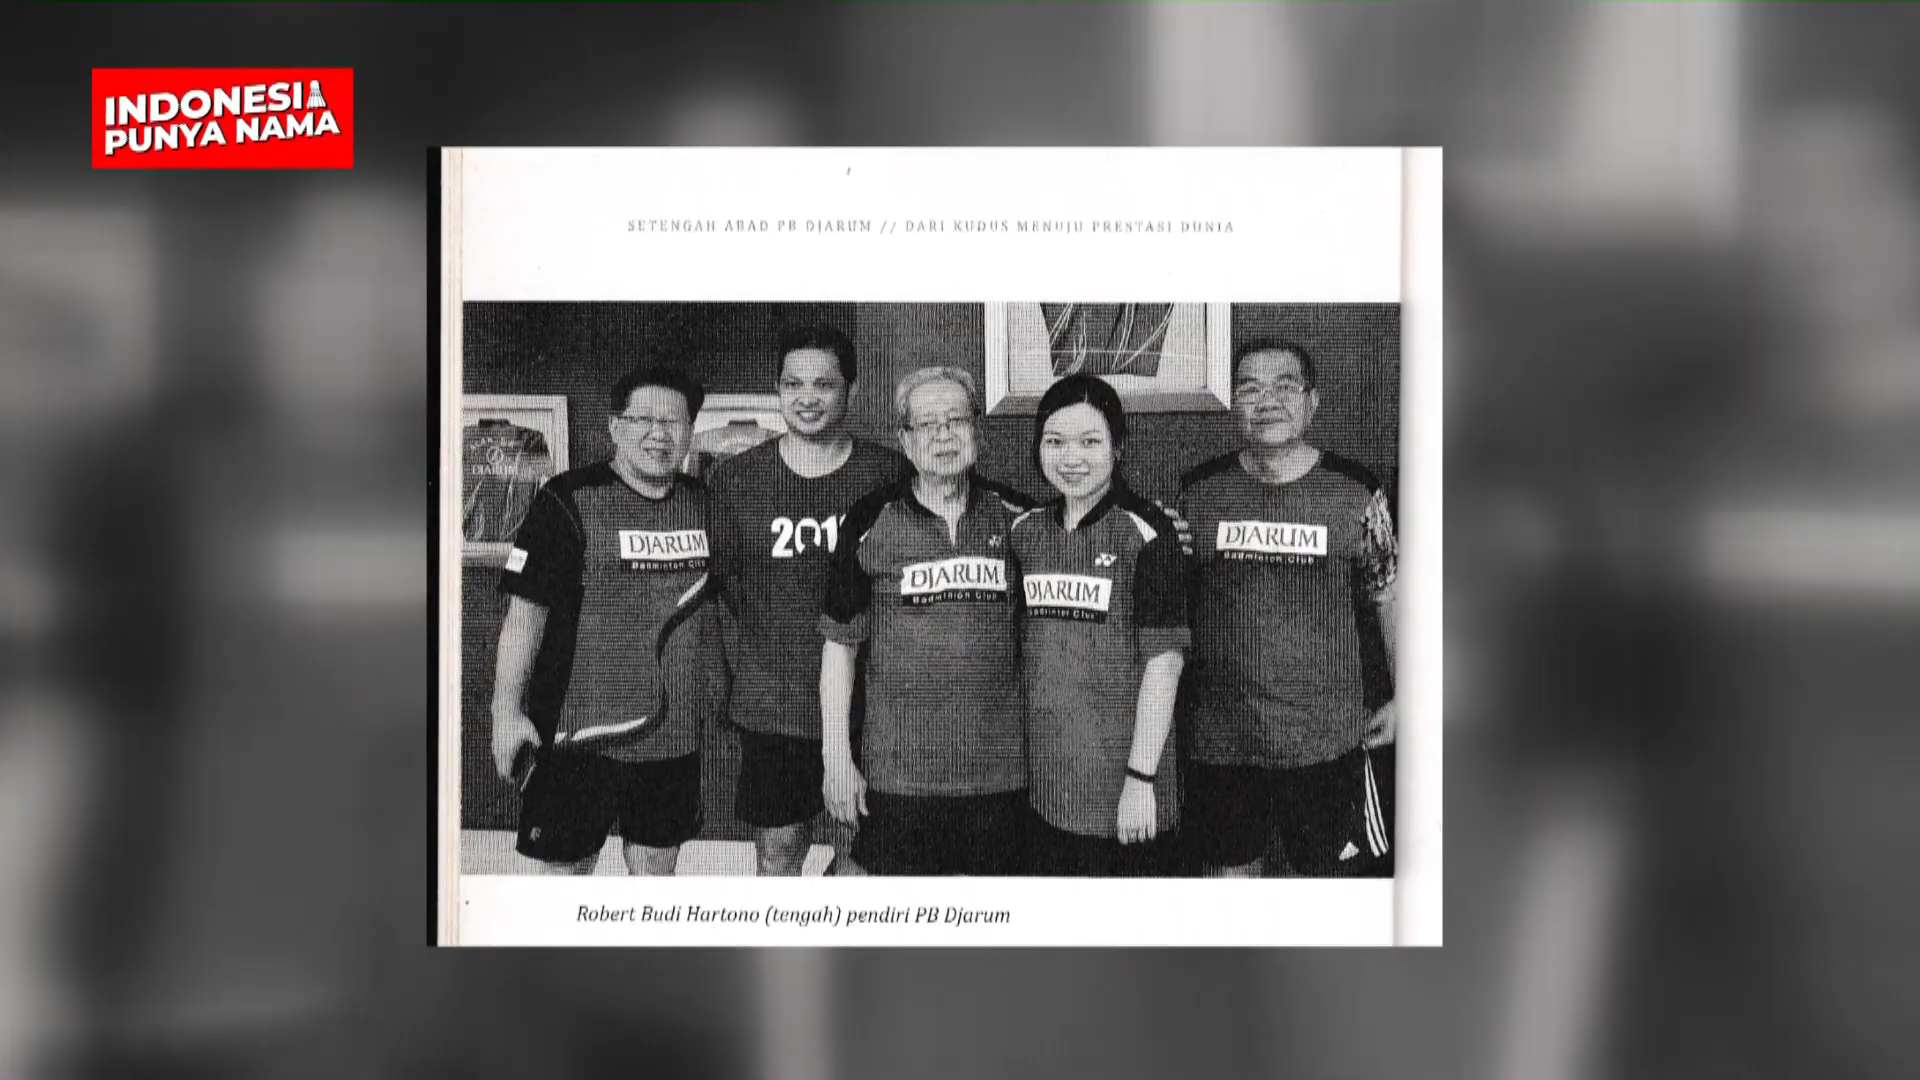 INDONESIA
PUNYA NAMA
SETENGAH ABAD PB DJARUM // DARI KUDUS MENUJU PRESTASI DUNIA
DJARUM
DJARUM
Badminton Club
201
DJARUM
Badminton Club
DJARUM
Badminton Club
DJARUM
Badminton Club
Robert Budi Hartono (tengah) pendiri PB Djarum